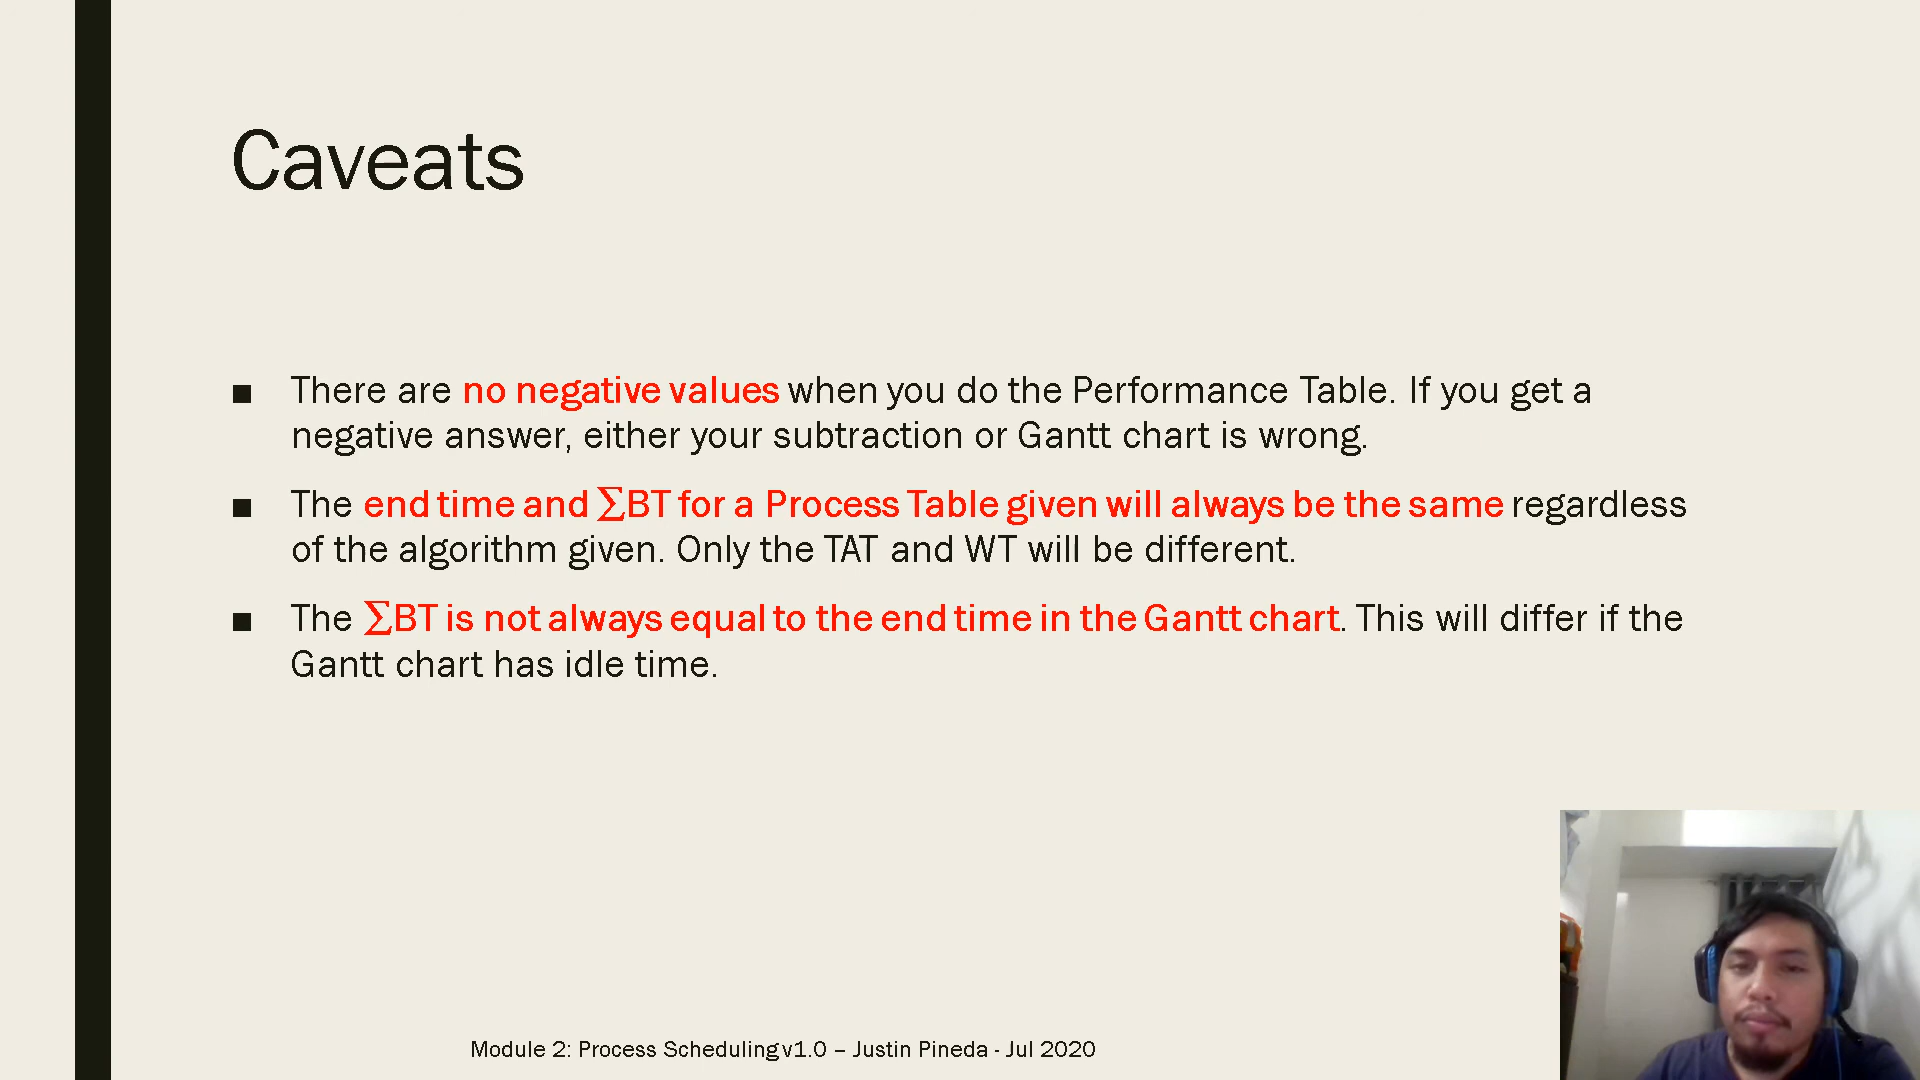 Caveats
■ There are no negative values when you do the Performance Table. If you get a
negative answer, either your subtraction or Gantt chart is wrong.
■ The end time and ∑BT for a Process Table given will always be the same regardless
of the algorithm given. Only the TAT and WT will be different.
■ The ∑BT is not always equal to the end time in the Gantt chart. This will differ if the
Gantt chart has idle time.
Module 2: Process Scheduling v1.0 – Justin Pineda - Jul 2020